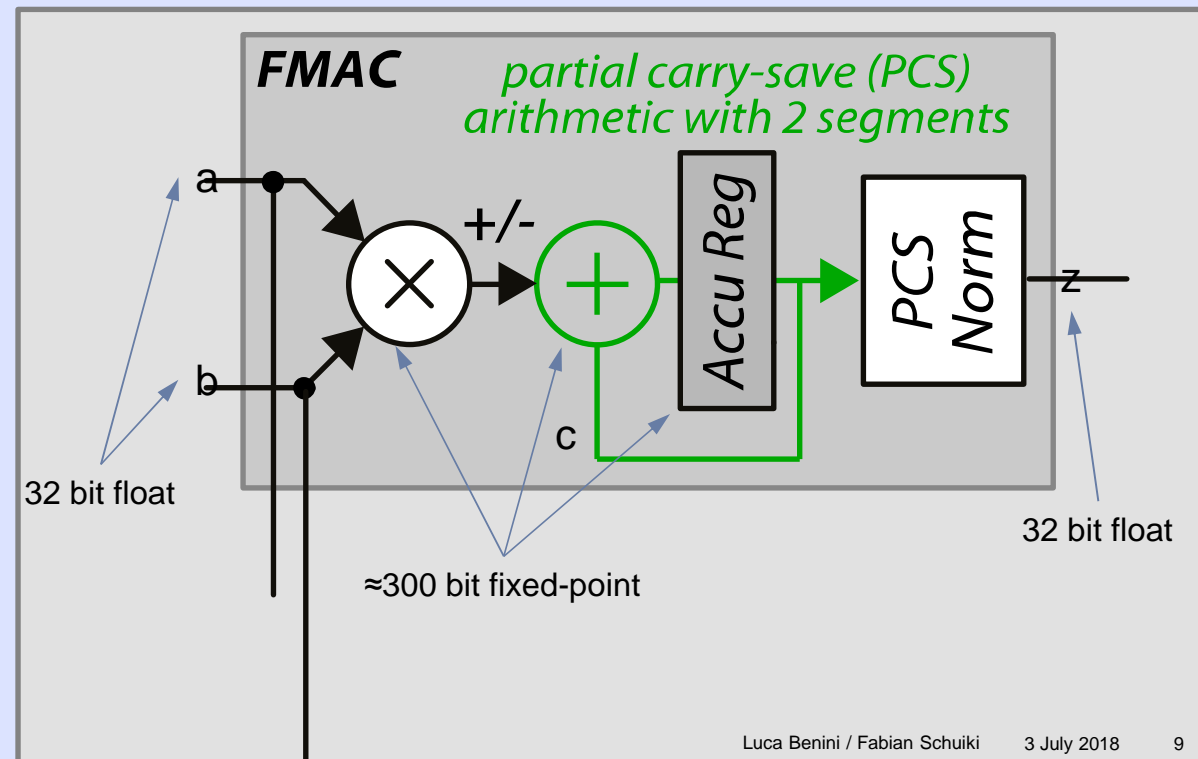 FMAC
partial carry-save (PCS)
arithmetic with 2 segments
a
+/-
Accu Reg
PCS
Norm
z
b
c
32 bit float
32 bit float
≈300 bit fixed-point
Luca Benini / Fabian Schuiki 3 July 2018 9